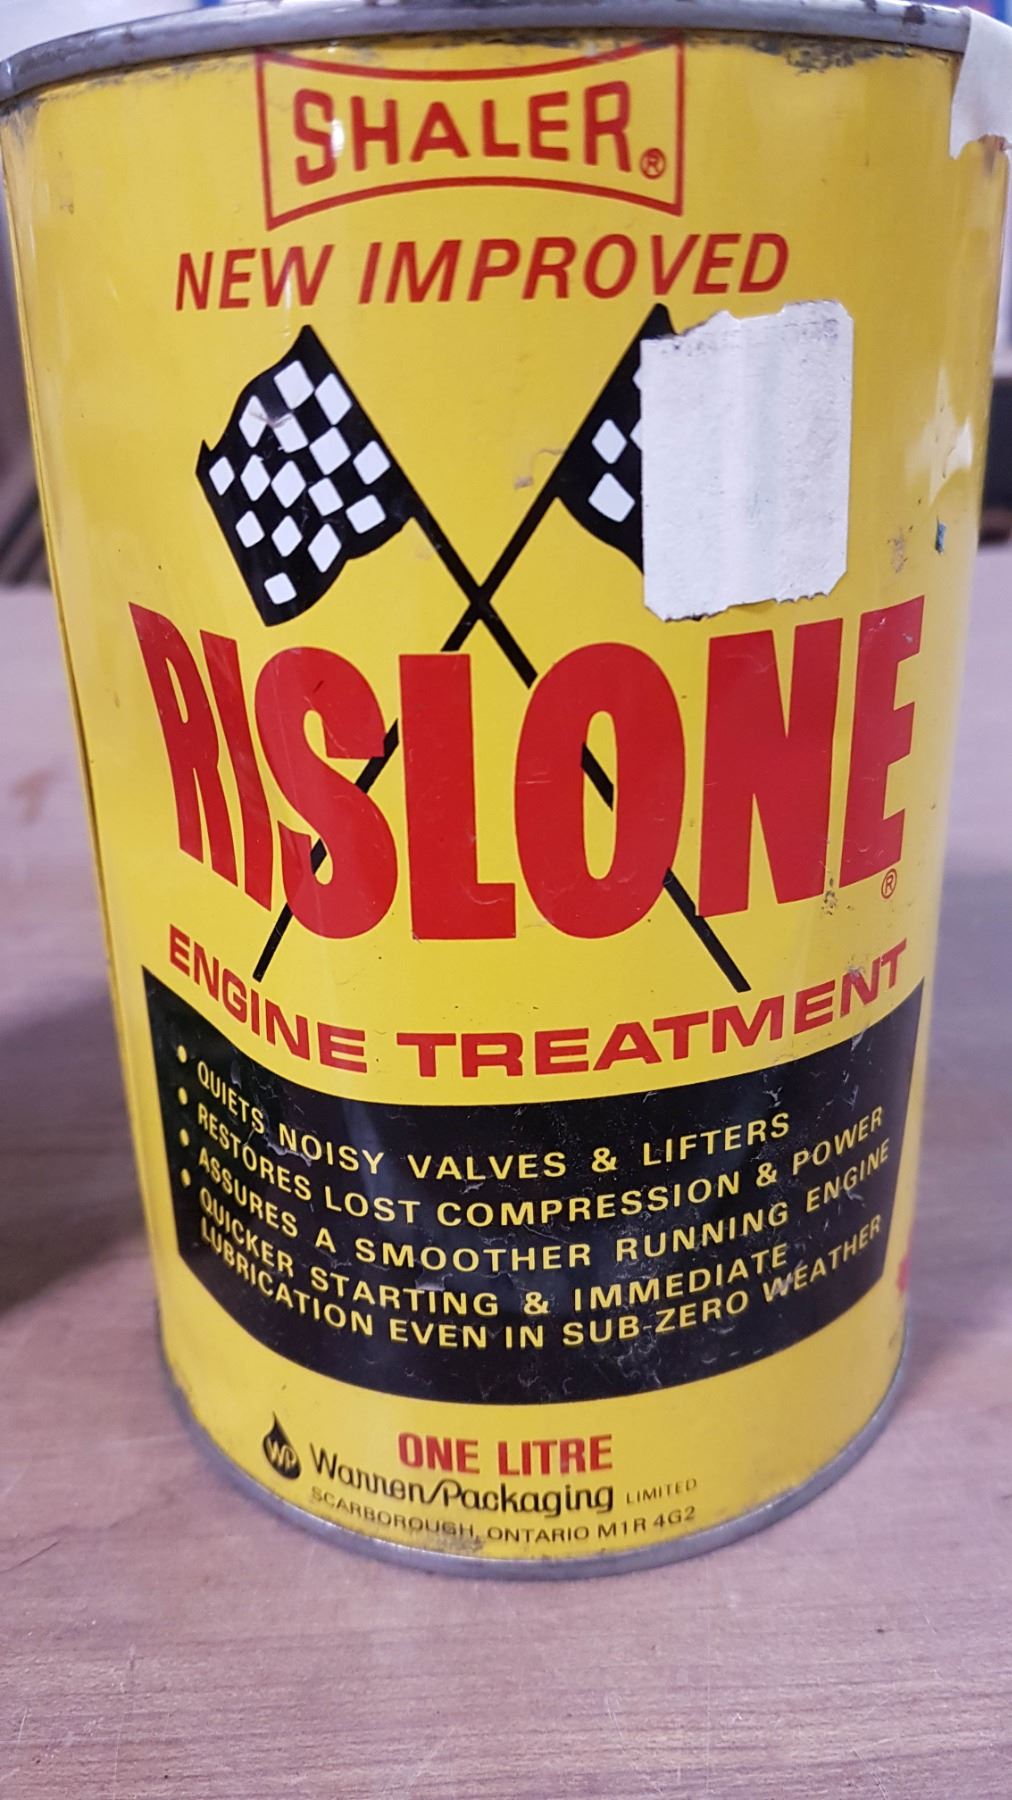 SHALER®
NEW IMPROVED
RISLONE®
ENGINE TREATMENT
• QUIETS NOISY VALVES & LIFTERS
• RESTORES LOST COMPRESSION & POWER
• ASSURES A SMOOTHER RUNNING ENGINE
• QUICKER STARTING & IMMEDIATE
LUBRICATION EVEN IN SUB-ZERO WEATHER
ONE LITRE
WP Warren/Packaging LIMITED
SCARBOROUGH, ONTARIO M1R 4G2